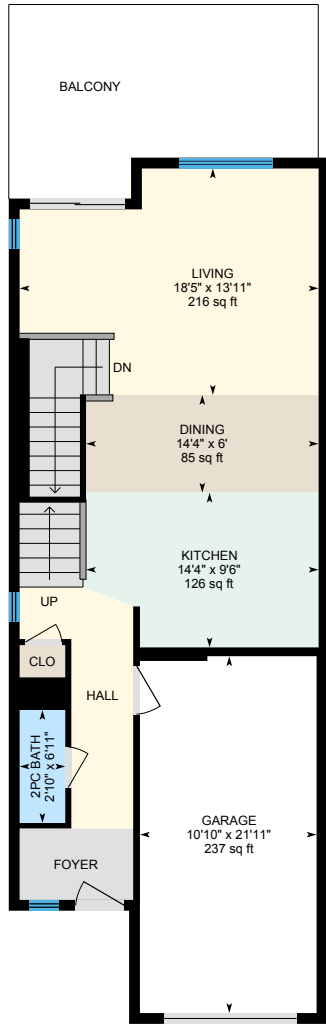 BALCONY
LIVING
18'5" x 13'11"
216 sq ft
DN
DINING
14'4" x 6'
85 sq ft
KITCHEN
14'4" x 9'6"
126 sq ft
UP
CLO
HALL
2PC BATH
2'10" x 6'11"
GARAGE
10'10" x 21'11"
237 sq ft
FOYER